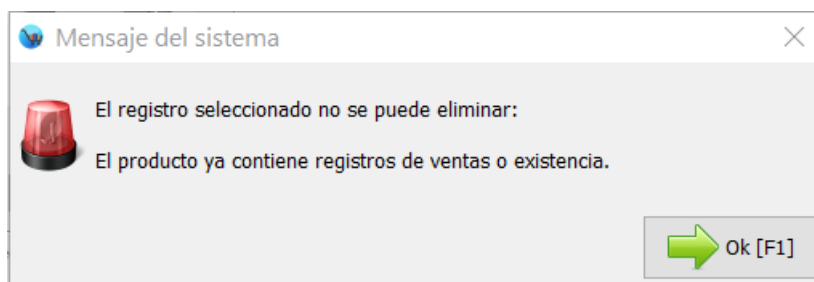 Mensaje del sistema
El registro seleccionado no se puede eliminar:
El producto ya contiene registros de ventas o existencia.
Ok [F1]